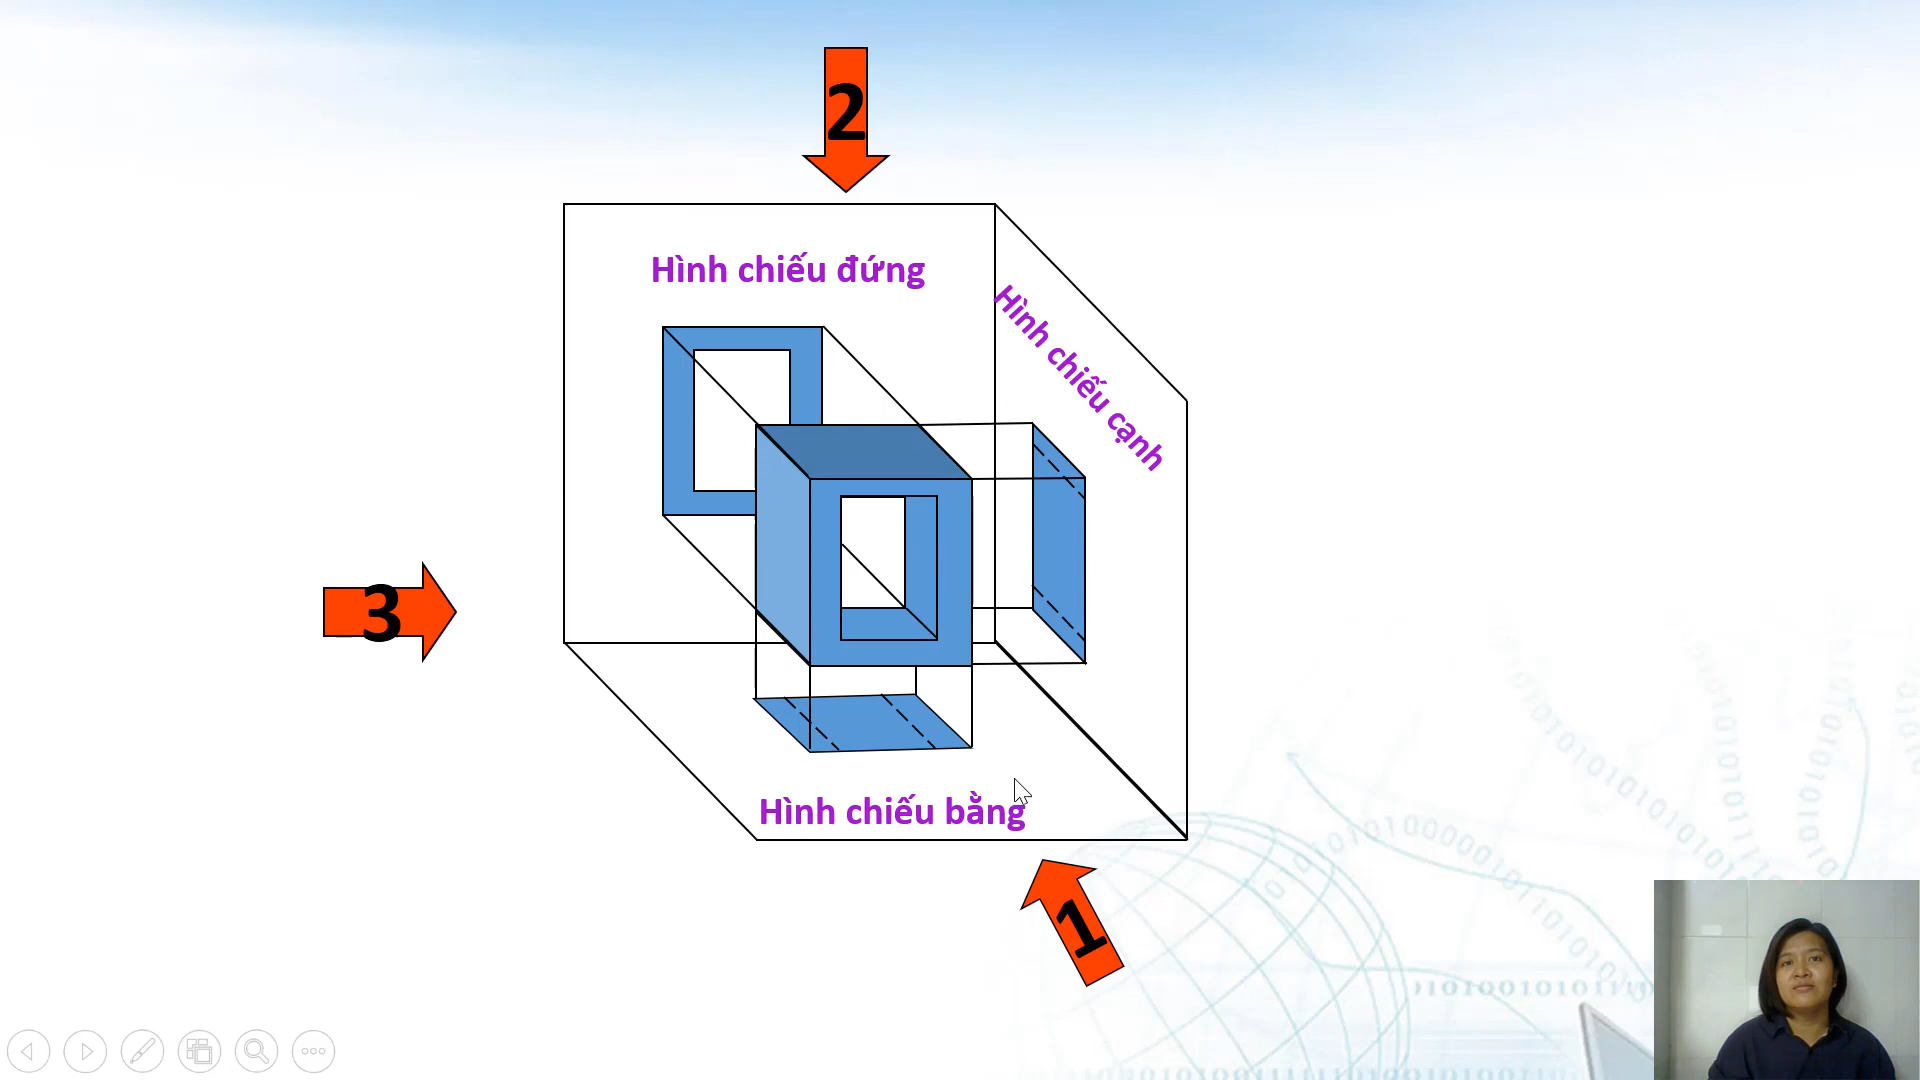 2
Hình chiếu đứng
Hình chiếu cạnh
3
Hình chiếu bằng
1